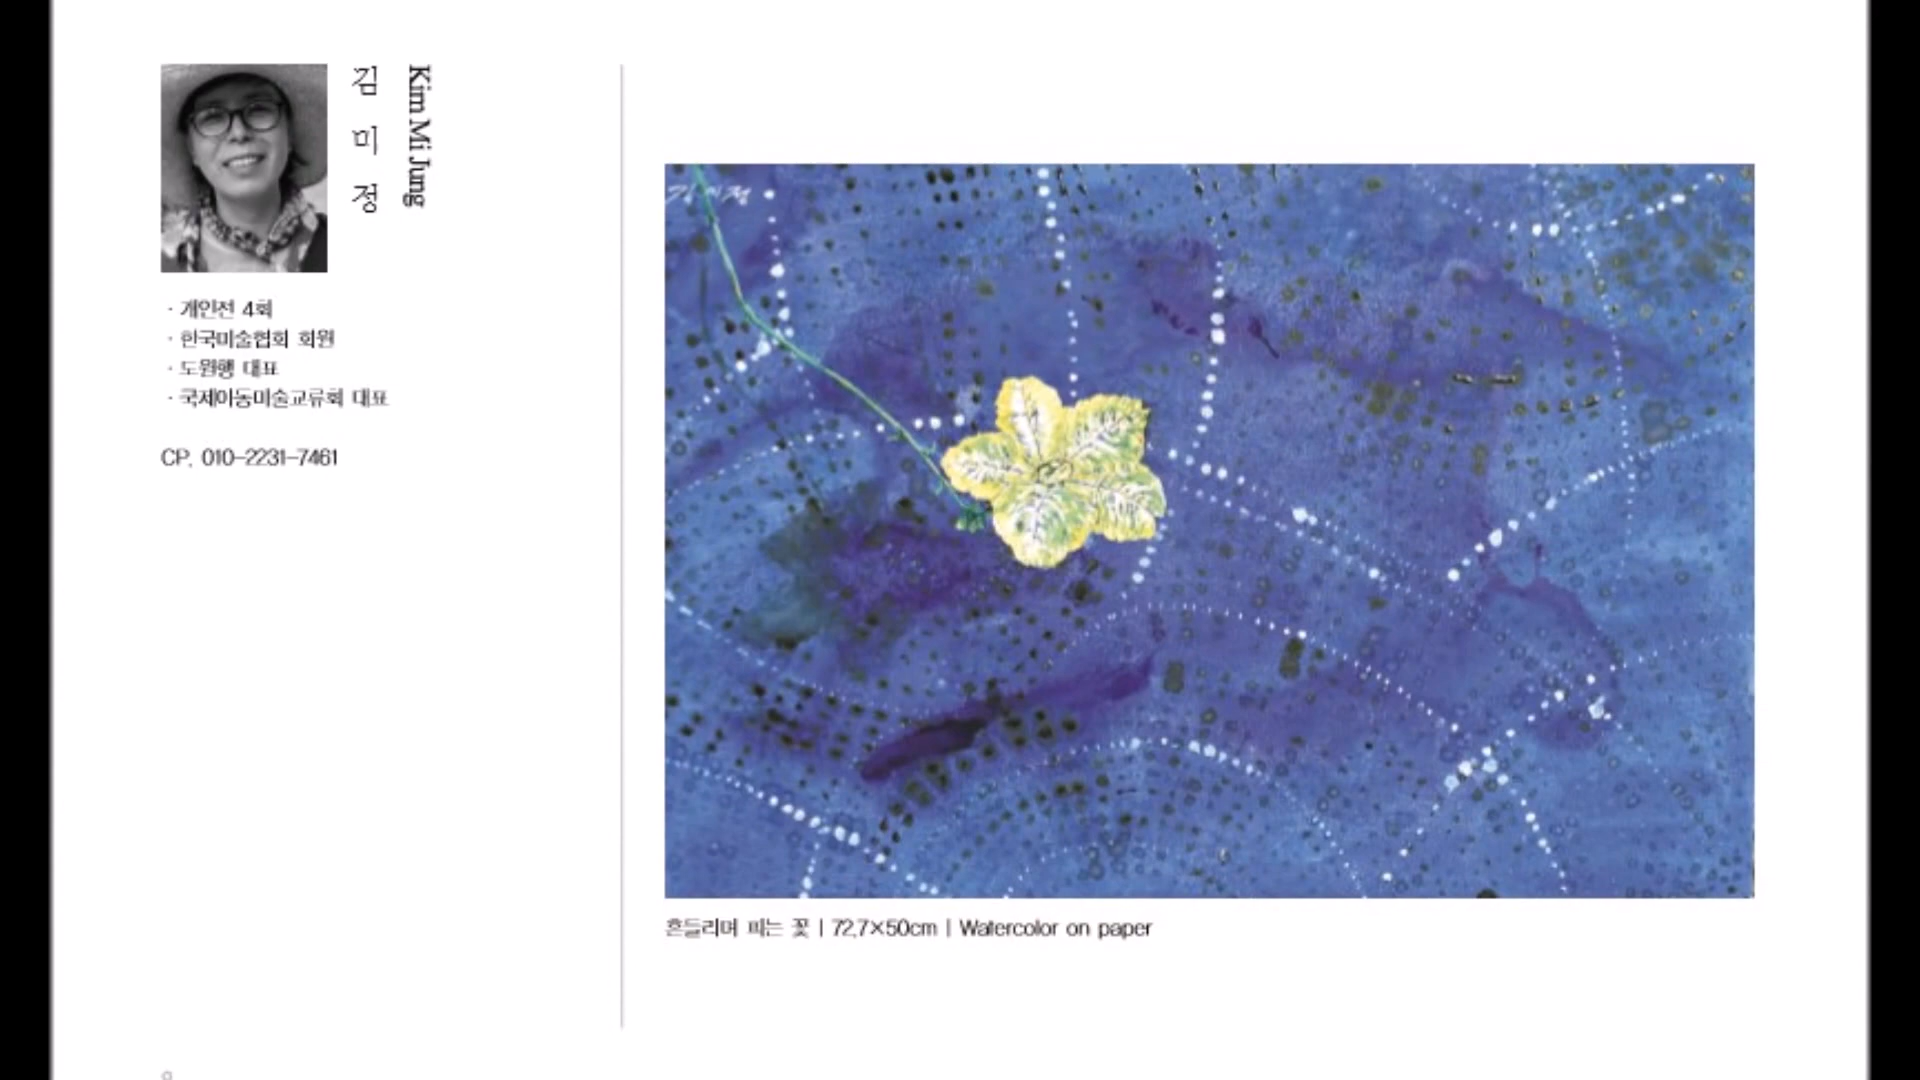 김미정
Kim Mi Jung
· 개인전 4회
· 한국미술협회 회원
· 도원행 대표
· 국제아동미술교류회 대표
CP. 010-2231-7461
김미정
흔들리며 피는 꽃 | 72.7×50cm | Watercolor on paper